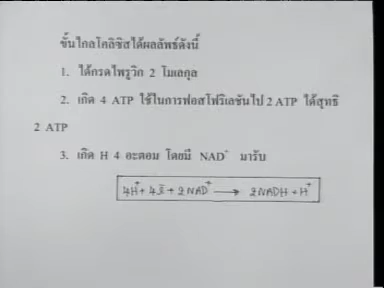 ขั้นไกลโคลิซิสได้ผลลัพธ์ดังนี้
1. ได้กรดไพรูวิก 2 โมเลกุล
2. เกิด 4 ATP ใช้ในการฟอสโฟริเลชันไป 2 ATP ได้สุทธิ
2 ATP
3. เกิด H 4 อะตอม โดยมี NAD⁺ มารับ
4H⁺ + 4ē + 2NAD⁺ → 2NADH + H⁺